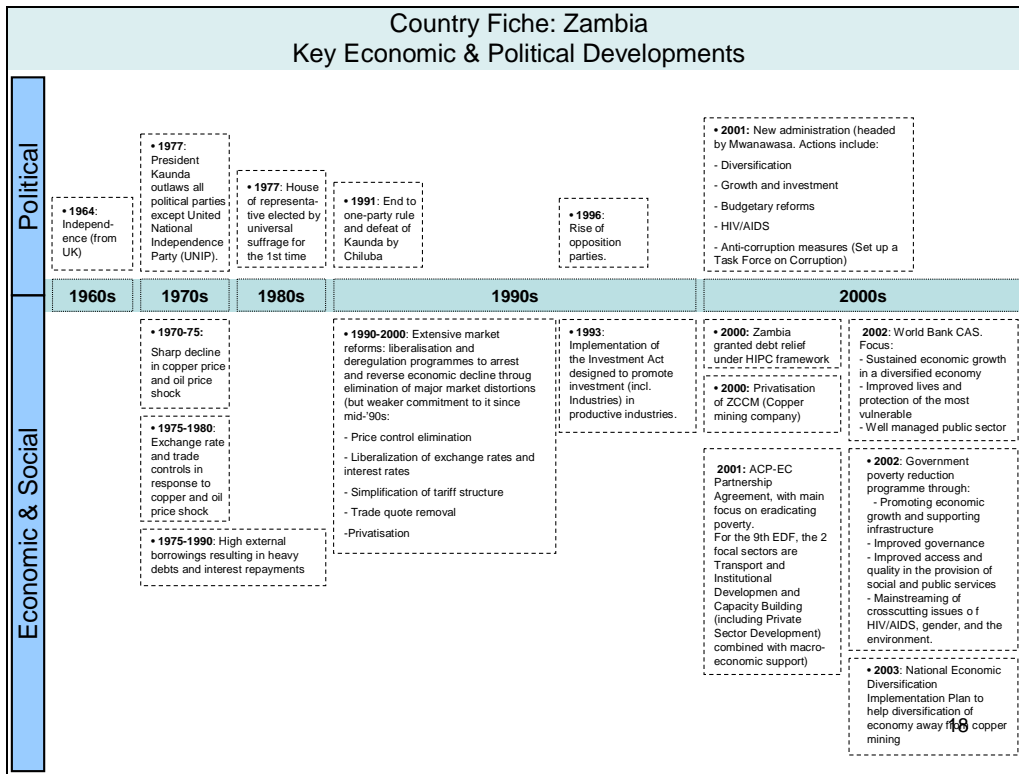 Country Fiche: Zambia
Key Economic & Political Developments
Political
• 1964:
Independ-
ence (from
UK)
• 1977:
President
Kaunda
outlaws all
political parties
except United
National
Independence
Party (UNIP).
• 1977: House
of representa-
tive elected by
universal
suffrage for
the 1st time
• 1991: End to
one-party rule
and defeat of
Kaunda by
Chiluba
• 1996:
Rise of
opposition
parties.
• 2001: New administration (headed
by Mwanawasa. Actions include:
- Diversification
- Growth and investment
- Budgetary reforms
- HIV/AIDS
- Anti-corruption measures (Set up a
Task Force on Corruption)
1960s
1970s
1980s
1990s
2000s
Economic & Social
• 1970-75:
Sharp decline
in copper price
and oil price
shock
• 1975-1980:
Exchange rate
and trade
controls in
response to
copper and oil
price shock
• 1975-1990: High external
borrowings resulting in heavy
debts and interest repayments
• 1990-2000: Extensive market
reforms: liberalisation and
deregulation programmes to arrest
and reverse economic decline throug
elimination of major market distortions
(but weaker commitment to it since
mid-'90s:
- Price control elimination
- Liberalization of exchange rates and
interest rates
- Simplification of tariff structure
- Trade quote removal
-Privatisation
• 1993:
Implementation of
the Investment Act
designed to promote
investment (incl.
Industries) in
productive industries.
• 2000: Zambia
granted debt relief
under HIPC framework
• 2000: Privatisation
of ZCCM (Copper
mining company)
2001: ACP-EC
Partnership
Agreement, with main
focus on eradicating
poverty.
For the 9th EDF, the 2
focal sectors are
Transport and
Institutional
Developmen and
Capacity Building
(including Private
Sector Development)
combined with macro-
economic support)
2002: World Bank CAS.
Focus:
- Sustained economic growth
in a diversified economy
- Improved lives and
protection of the most
vulnerable
- Well managed public sector
• 2002: Government
poverty reduction
programme through:
- Promoting economic
growth and supporting
infrastructure
- Improved governance
- Improved access and
quality in the provision of
social and public services
- Mainstreaming of
crosscutting issues of
HIV/AIDS, gender, and the
environment.
• 2003: National Economic
Diversification
Implementation Plan to
help diversification of
economy away from copper
mining
18